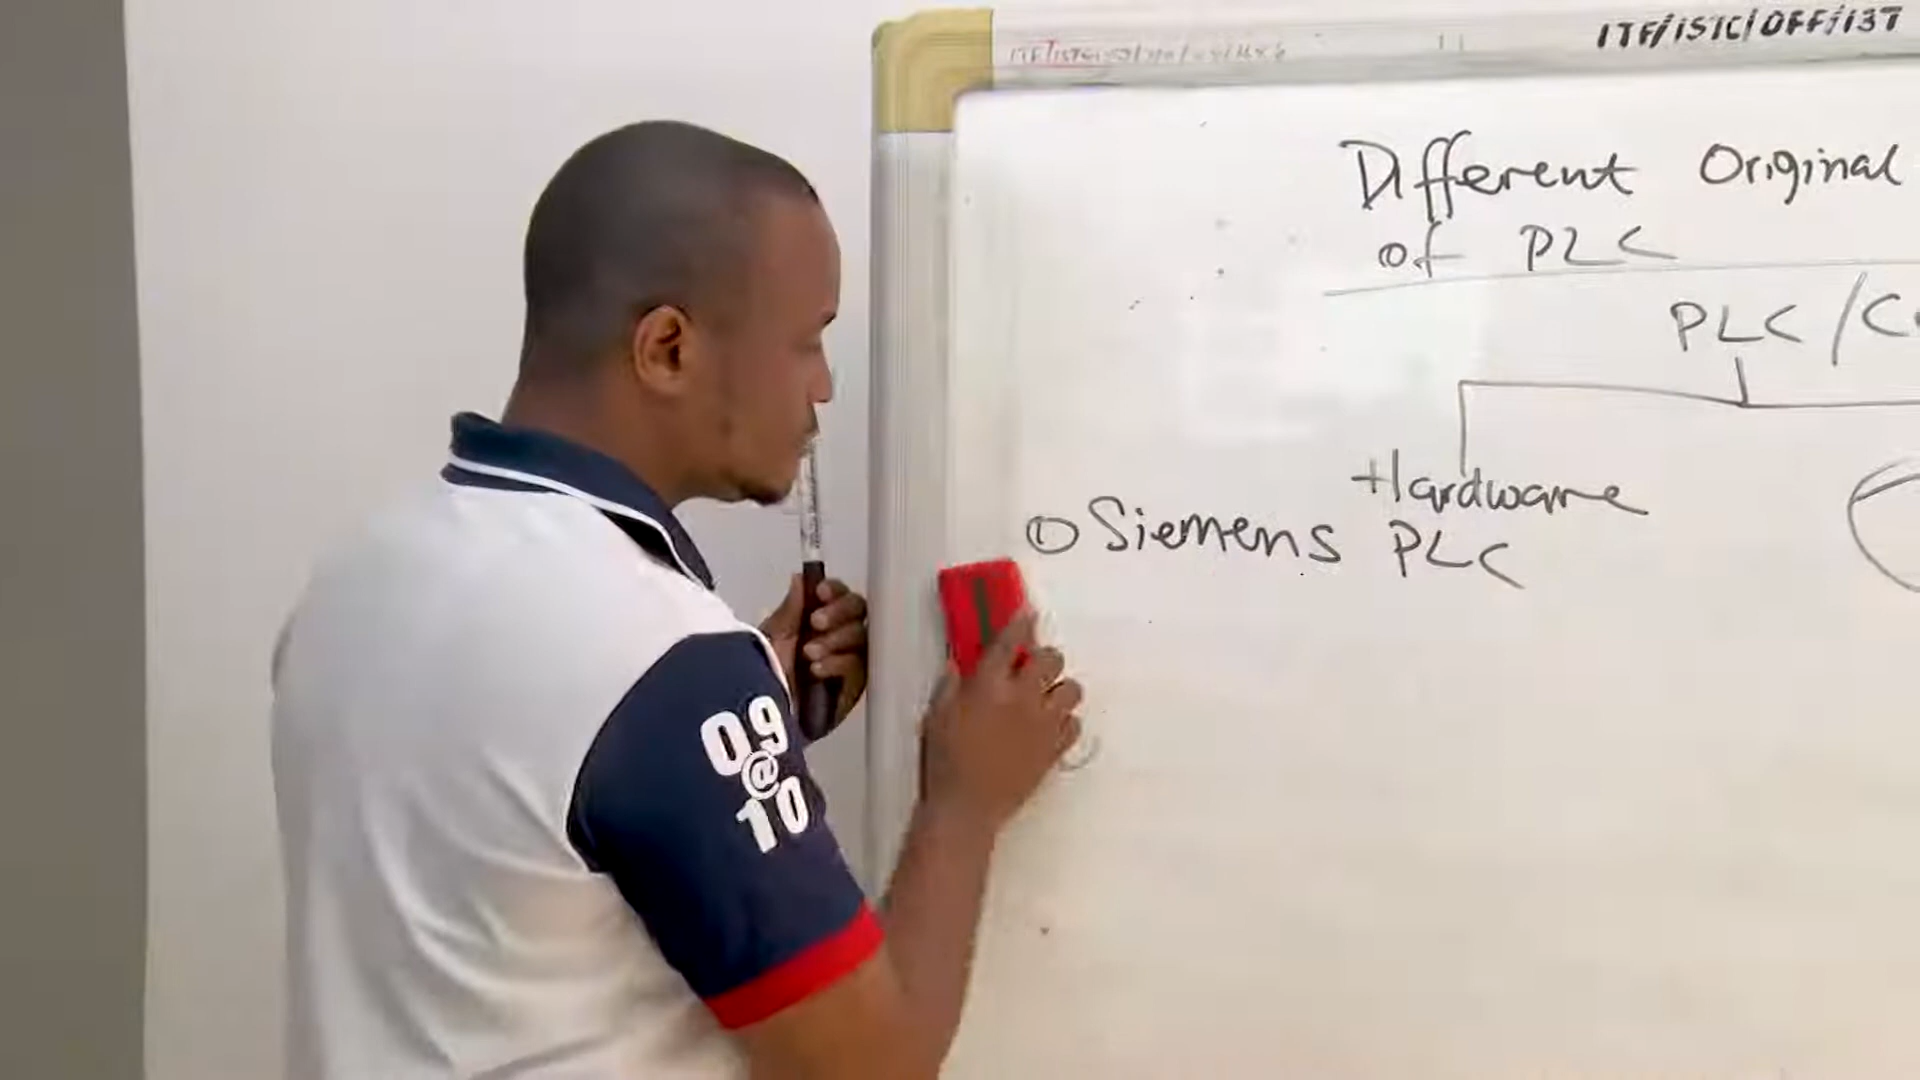 ITF/ISTC/OFF/137
Different Original
of PLC
PLC/C
Hardware
① Siemens PLC
09
@
10